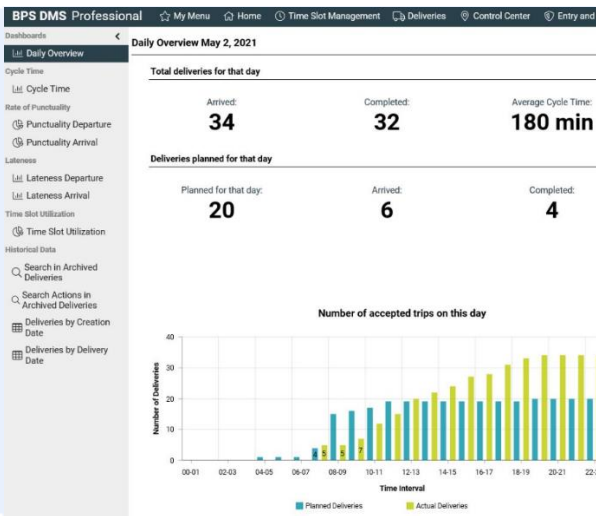 BPS DMS Professional My Menu Home Time Slot Management Deliveries Control Center Entry and
Dashboards
Daily Overview
Cycle Time
Cycle Time
Rate of Punctuality
Punctuality Departure
Punctuality Arrival
Lateness
Lateness Departure
Lateness Arrival
Time Slot Utilization
Time Slot Utilization
Historical Data
Search in Archived
Deliveries
Search Actions in
Archived Deliveries
Deliveries by Creation
Date
Deliveries by Delivery
Date
Daily Overview May 2, 2021
Total deliveries for that day
Arrived: Completed: Average Cycle Time:
34 32 180 min
Deliveries planned for that day
Planned for that day: Arrived: Completed:
20 6 4
Number of accepted trips on this day
Number of Deliveries
40
30
20
10
0
4 5 5 7
00-01 02-03 04-05 06-07 08-09 10-11 12-13 14-15 16-17 18-19 20-21 22-
Time Interval
Planned Deliveries Actual Deliveries